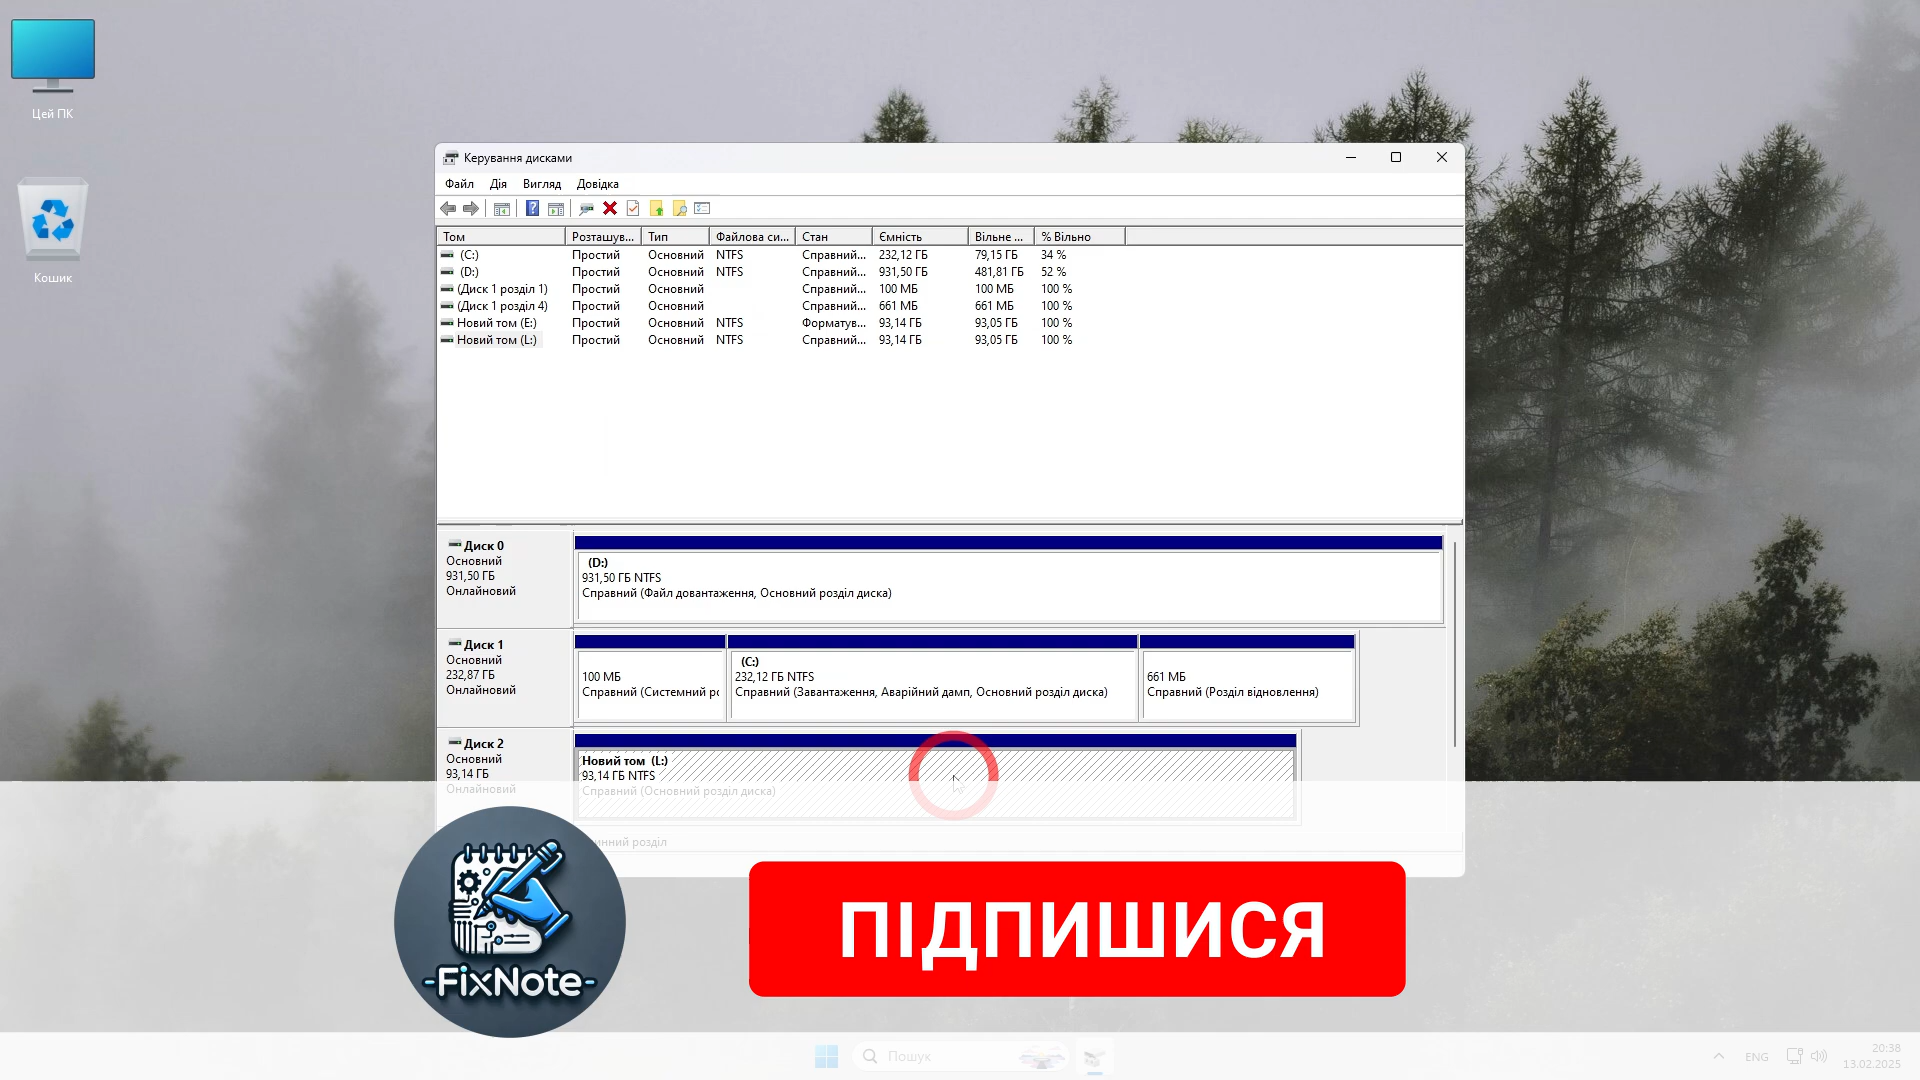 Цей ПК
Кошик
Керування дисками
Файл Дія Вигляд Довідка
Том Розташув... Тип Файлова си... Стан Ємність Вільне ... % Вільно
(C:) Простий Основний NTFS Справний... 232,12 ГБ 79,15 ГБ 34 %
(D:) Простий Основний NTFS Справний... 931,50 ГБ 481,81 ГБ 52 %
(Диск 1 розділ 1) Простий Основний Справний... 100 МБ 100 МБ 100 %
(Диск 1 розділ 4) Простий Основний Справний... 661 МБ 661 МБ 100 %
Новий том (E:) Простий Основний NTFS Форматув... 93,14 ГБ 93,05 ГБ 100 %
Новий том (L:) Простий Основний NTFS Справний... 93,14 ГБ 93,05 ГБ 100 %
Диск 0
Основний
931,50 ГБ
Онлайновий
(D:)
931,50 ГБ NTFS
Справний (Файл довантаження, Основний розділ диска)
Диск 1
Основний
232,87 ГБ
Онлайновий
100 МБ
Справний (Системний рс
(C:)
232,12 ГБ NTFS
Справний (Завантаження, Аварійний дамп, Основний розділ диска)
661 МБ
Справний (Розділ відновлення)
Диск 2
Основний
93,14 ГБ
Онлайновий
Новий том (L:)
93,14 ГБ NTFS
Справний (Основний розділ диска)
розділ
FixNote
ПІДПИШИСЯ
Пошук
ENG
20:38
13.02.2025